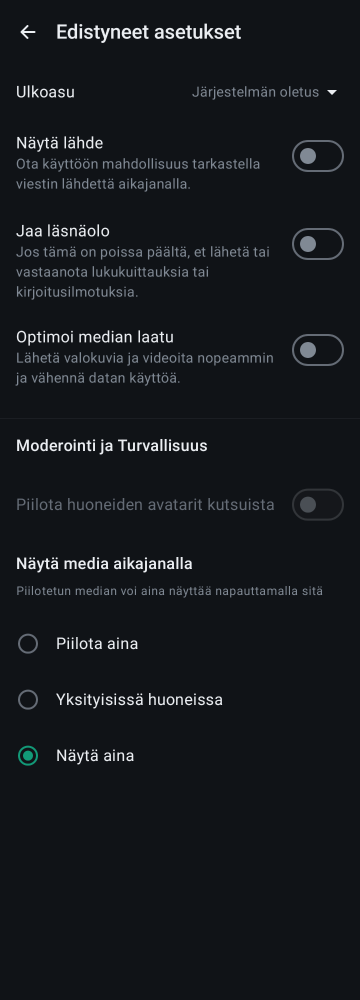 Edistyneet asetukset
Ulkoasu
Järjestelmän oletus
Näytä lähde
Ota käyttöön mahdollisuus tarkastella
viestin lähdettä aikajanalla.
Jaa läsnäolo
Jos tämä on poissa päältä, et lähetä tai
vastaanota lukukuittauksia tai
kirjoitusilmotuksia.
Optimoi median laatu
Lähetä valokuvia ja videoita nopeammin
ja vähennä datan käyttöä.
Moderointi ja Turvallisuus
Piilota huoneiden avatarit kutsuista
Näytä media aikajanalla
Piilotetun median voi aina näyttää napauttamalla sitä
Piilota aina
Yksityisissä huoneissa
Näytä aina